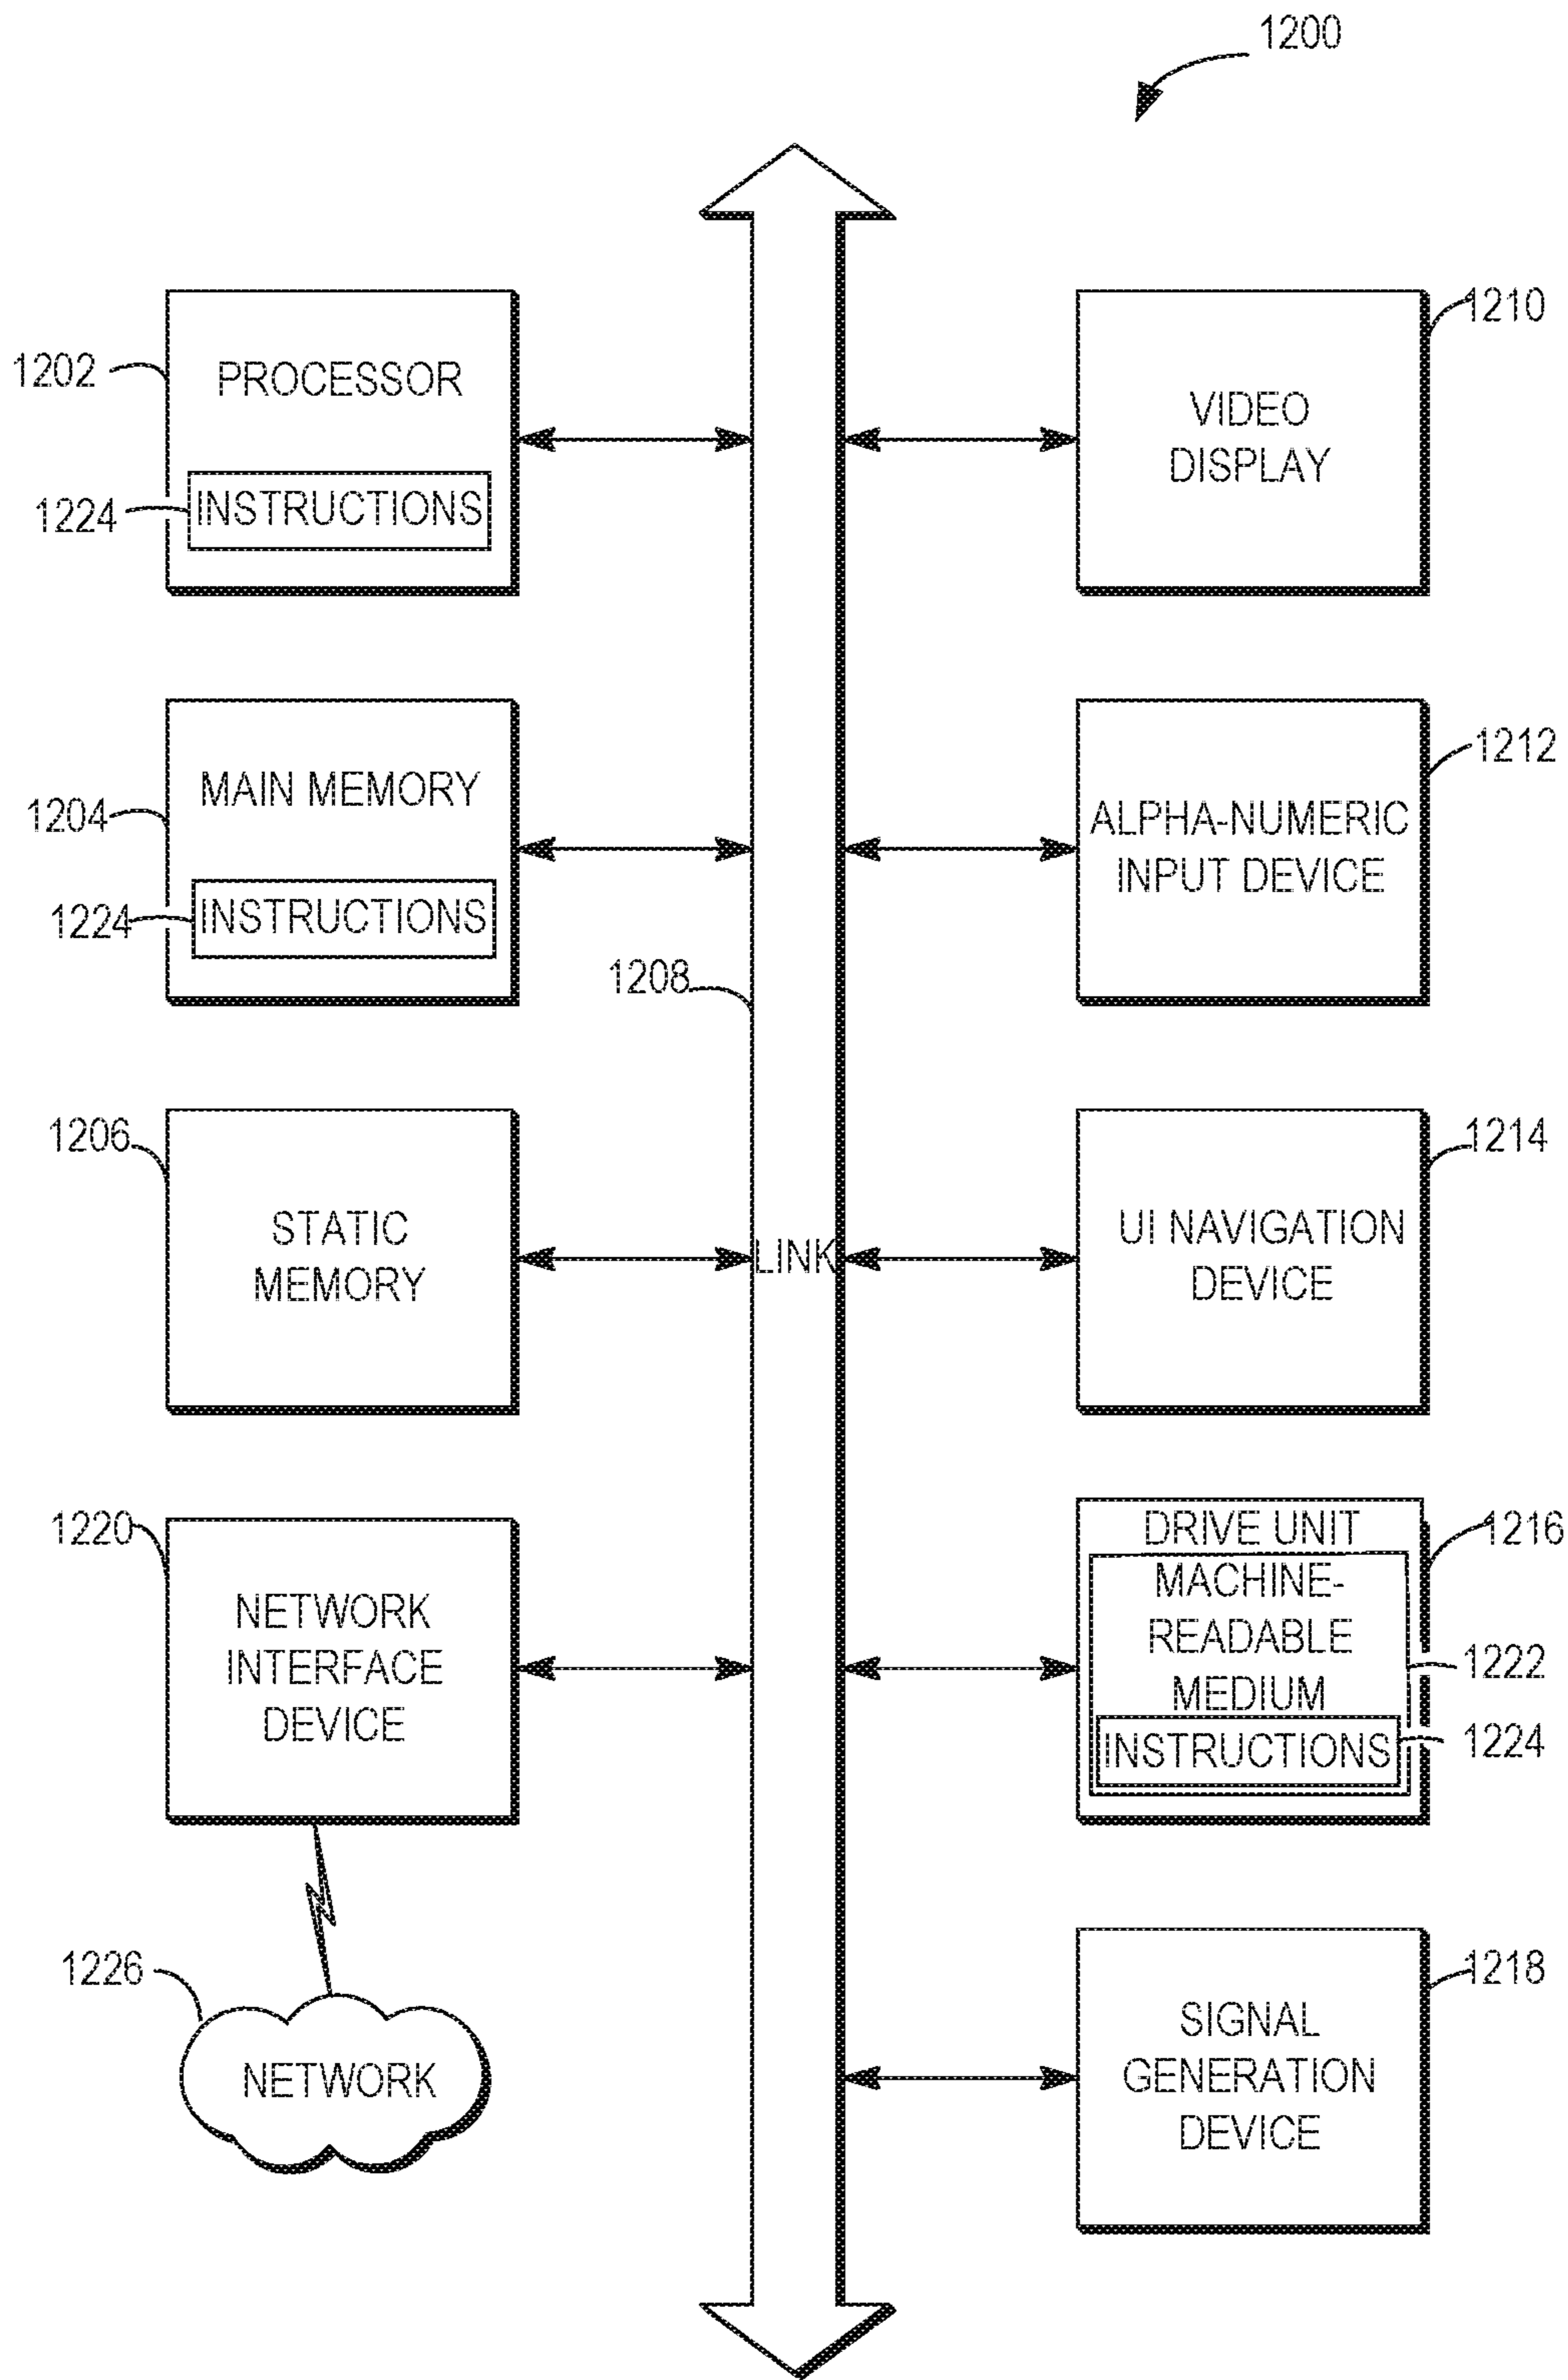 1200
1202
PROCESSOR
1224
INSTRUCTIONS
1210
VIDEO
DISPLAY
1204
MAIN MEMORY
1224
INSTRUCTIONS
1212
ALPHA-NUMERIC
INPUT DEVICE
1208
1206
STATIC
MEMORY
LINK
1214
UI NAVIGATION
DEVICE
1220
NETWORK
INTERFACE
DEVICE
DRIVE UNIT
1216
MACHINE-
READABLE
MEDIUM
1222
INSTRUCTIONS
1224
1226
NETWORK
1218
SIGNAL
GENERATION
DEVICE